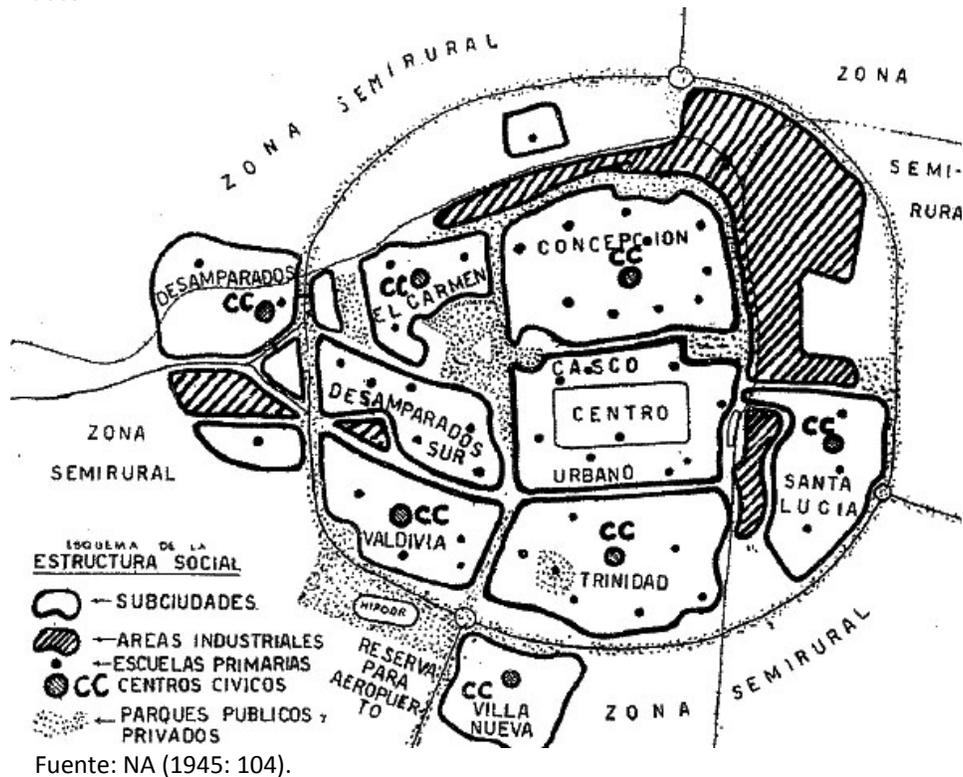 ZONA SEMIRURAL
ZONA
SEMI-
RURA
CONCEPCION
CC
DESAMPARADOS
CC
CC
EL CARMEN
CASCO
CENTRO
URBANO
DESAMPARADOS
SUR
CC
SANTA
LUCIA
ZONA
SEMIRURAL
CC
VALDIVIA
CC
TRINIDAD
HIPODR.
RESERVA
PARA
AEROPUER-
TO
CC
VILLA
NUEVA
ZONA SEMIRURAL
ESQUEMA DE LA
ESTRUCTURA SOCIAL
SUBCIUDADES
AREAS INDUSTRIALES
ESCUELAS PRIMARIAS
CC CENTROS CIVICOS
PARQUES PUBLICOS y
PRIVADOS
Fuente: NA (1945: 104).